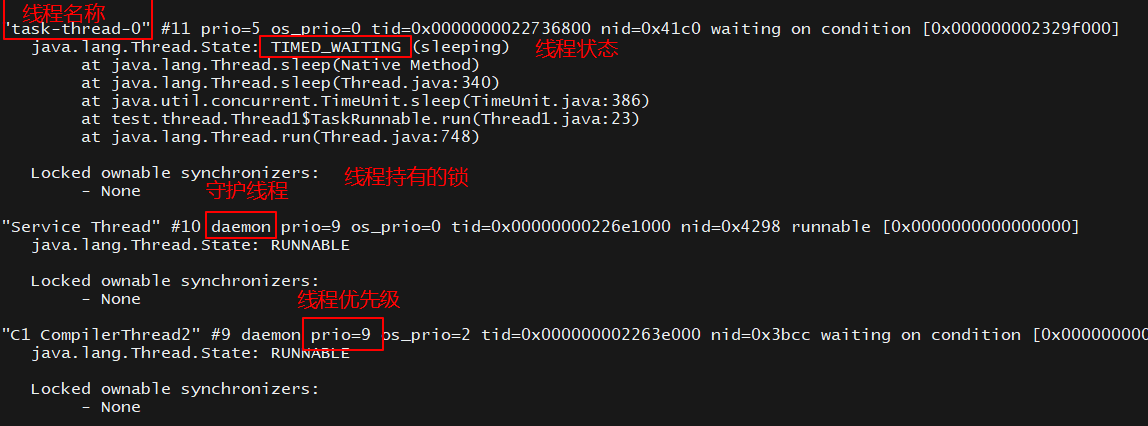 线程名称
"task-thread-0" #11 prio=5 os_prio=0 tid=0x0000000022736800 nid=0x41c0 waiting on condition [0x000000002329f000]
java.lang.Thread.State: TIMED_WAITING (sleeping) 线程状态
at java.lang.Thread.sleep(Native Method)
at java.lang.Thread.sleep(Thread.java:340)
at java.util.concurrent.TimeUnit.sleep(TimeUnit.java:386)
at test.thread.Thread1$TaskRunnable.run(Thread1.java:23)
at java.lang.Thread.run(Thread.java:748)
Locked ownable synchronizers: 线程持有的锁
- None
守护线程
"Service Thread" #10 daemon prio=9 os_prio=0 tid=0x00000000226e1000 nid=0x4298 runnable [0x0000000000000000]
java.lang.Thread.State: RUNNABLE
Locked ownable synchronizers:
- None
线程优先级
"C1 CompilerThread2" #9 daemon prio=9 os_prio=2 tid=0x000000002263e000 nid=0x3bcc waiting on condition [0x000000000
java.lang.Thread.State: RUNNABLE
Locked ownable synchronizers:
- None